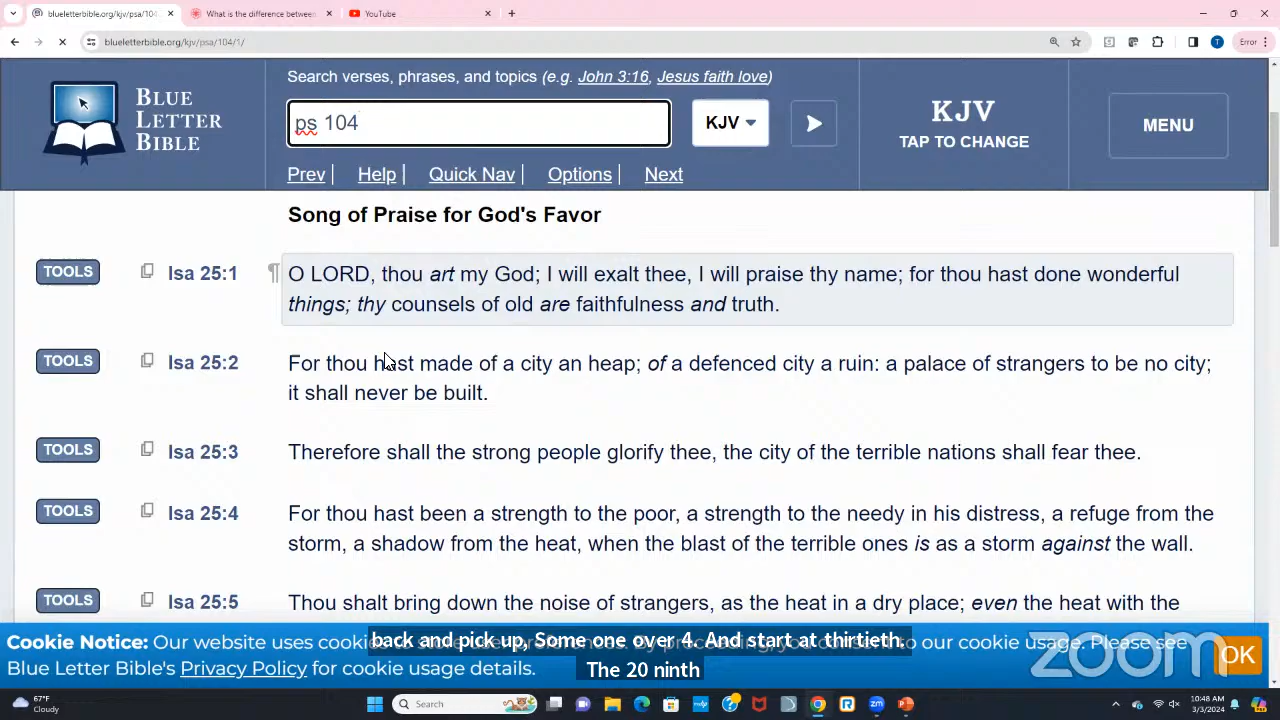 blueletterbible.org/kjv/psa/104 What is the difference between YouTube
blueletterbible.org/kjv/psa/104/1/ Error
BLUE LETTER BIBLE
Search verses, phrases, and topics (e.g. John 3:16, Jesus faith love)
ps 104 KJV
Prev | Help | Quick Nav | Options | Next
KJV
TAP TO CHANGE
MENU
Song of Praise for God's Favor
TOOLS Isa 25:1 ¶ O LORD, thou art my God; I will exalt thee, I will praise thy name; for thou hast done wonderful
things; thy counsels of old are faithfulness and truth.
TOOLS Isa 25:2 For thou hast made of a city an heap; of a defenced city a ruin: a palace of strangers to be no city;
it shall never be built.
TOOLS Isa 25:3 Therefore shall the strong people glorify thee, the city of the terrible nations shall fear thee.
TOOLS Isa 25:4 For thou hast been a strength to the poor, a strength to the needy in his distress, a refuge from the
storm, a shadow from the heat, when the blast of the terrible ones is as a storm against the wall.
TOOLS Isa 25:5 Thou shalt bring down the noise of strangers, as the heat in a dry place; even the heat with the
Cookie Notice: Our website uses cookies to store user preferences. By proceeding, you consent to our cookie usage. Please see
Blue Letter Bible's Privacy Policy for cookie usage details.
OK
back and pick up, Some one over 4. And start at thirtieth.
The 20 ninth
zoom
67°F
Cloudy
Search
10:48 AM
3/3/2024